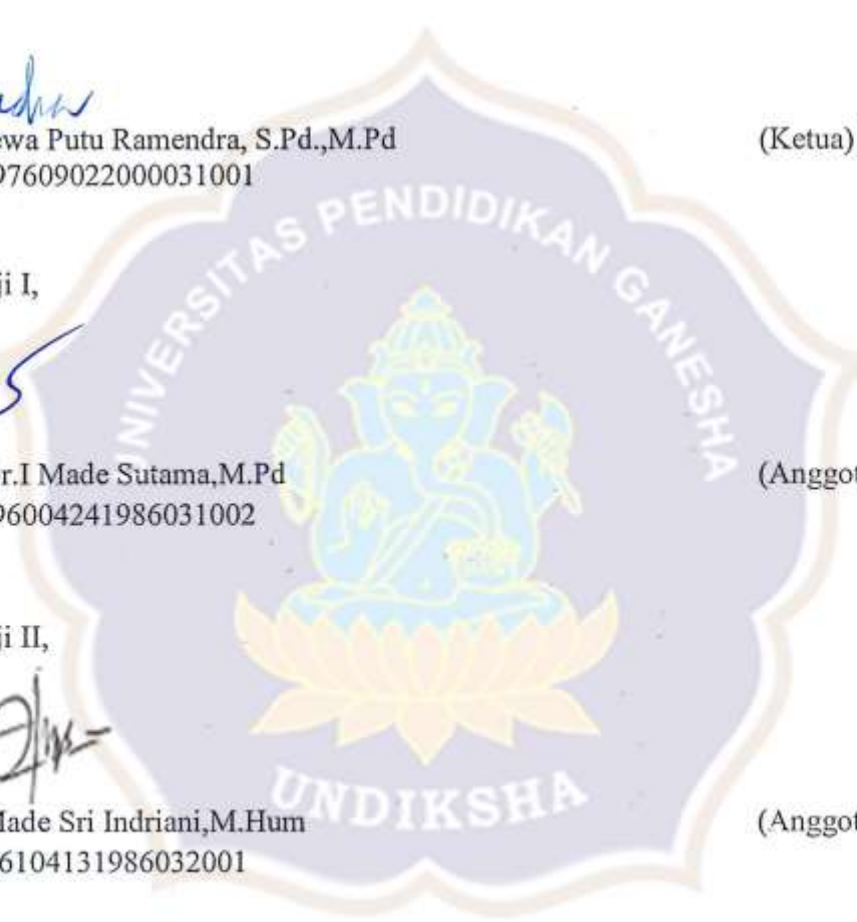 ewa Putu Ramendra, S.Pd.,M.Pd (Ketua)
97609022000031001
UNIVERSITAS PENDIDIKAN GANESHA
ji I,
r.I Made Sutama,M.Pd (Anggot
96004241986031002
ji II,
UNDIKSHA
Made Sri Indriani,M.Hum (Anggot
6104131986032001